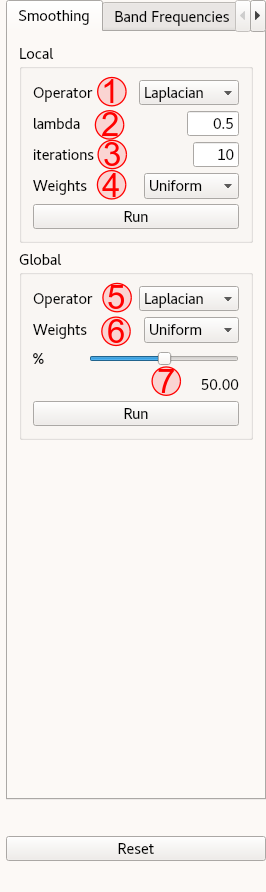 Smoothing Band Frequencies
Local
Operator 1 Laplacian
lambda 2 0.5
iterations 3 10
Weights 4 Uniform
Run
Global
Operator 5 Laplacian
Weights 6 Uniform
%
7 50.00
Run
Reset